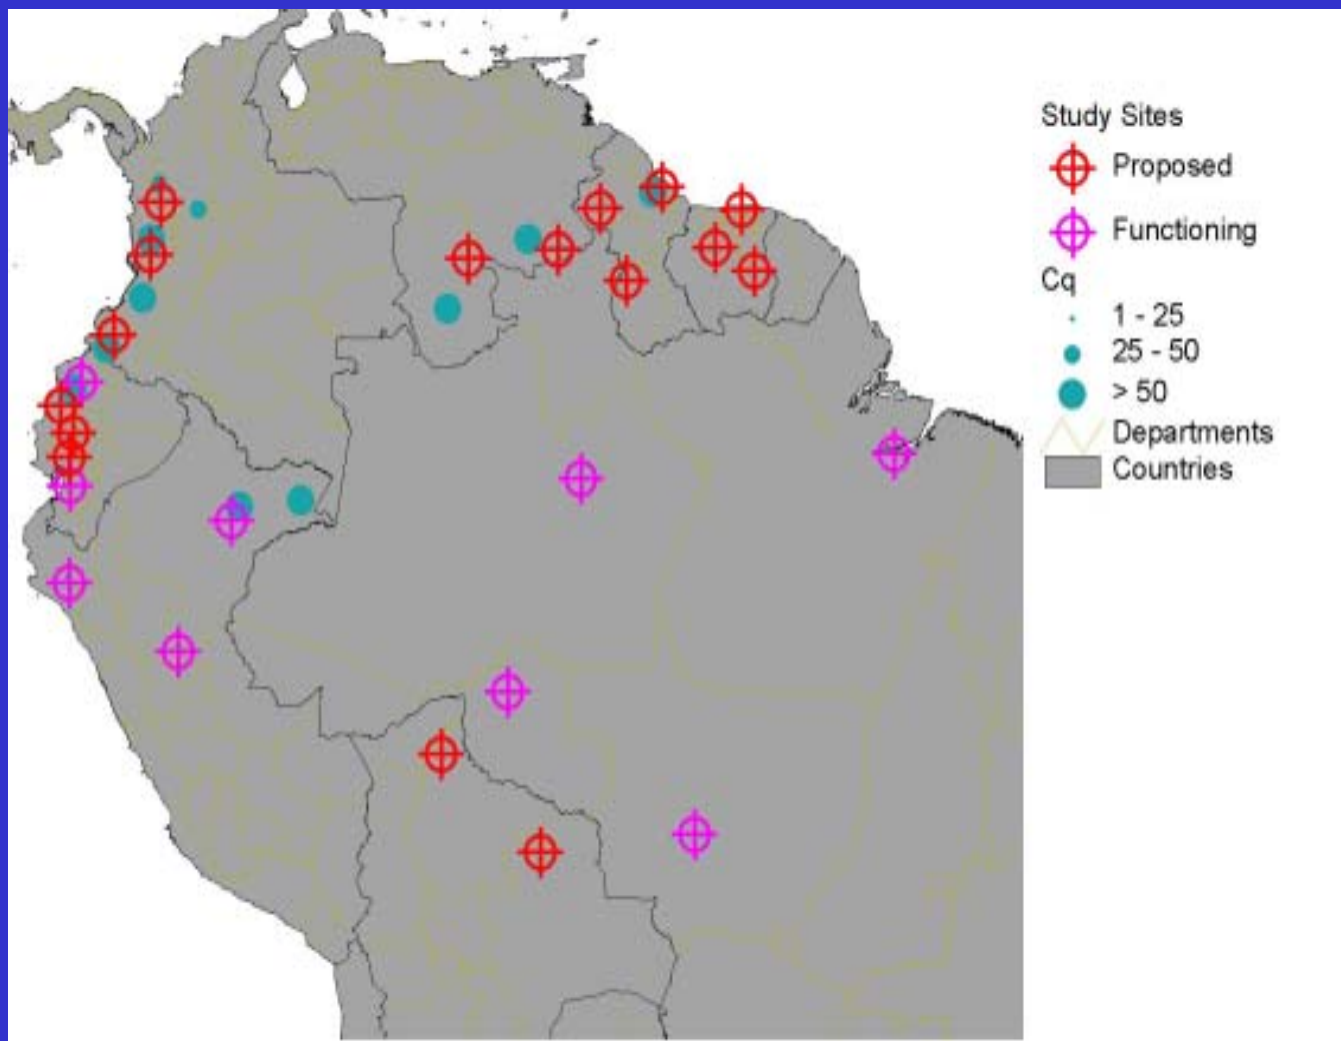 Study Sites
Proposed
Functioning
Cq
1 - 25
25 - 50
> 50
Departments
Countries